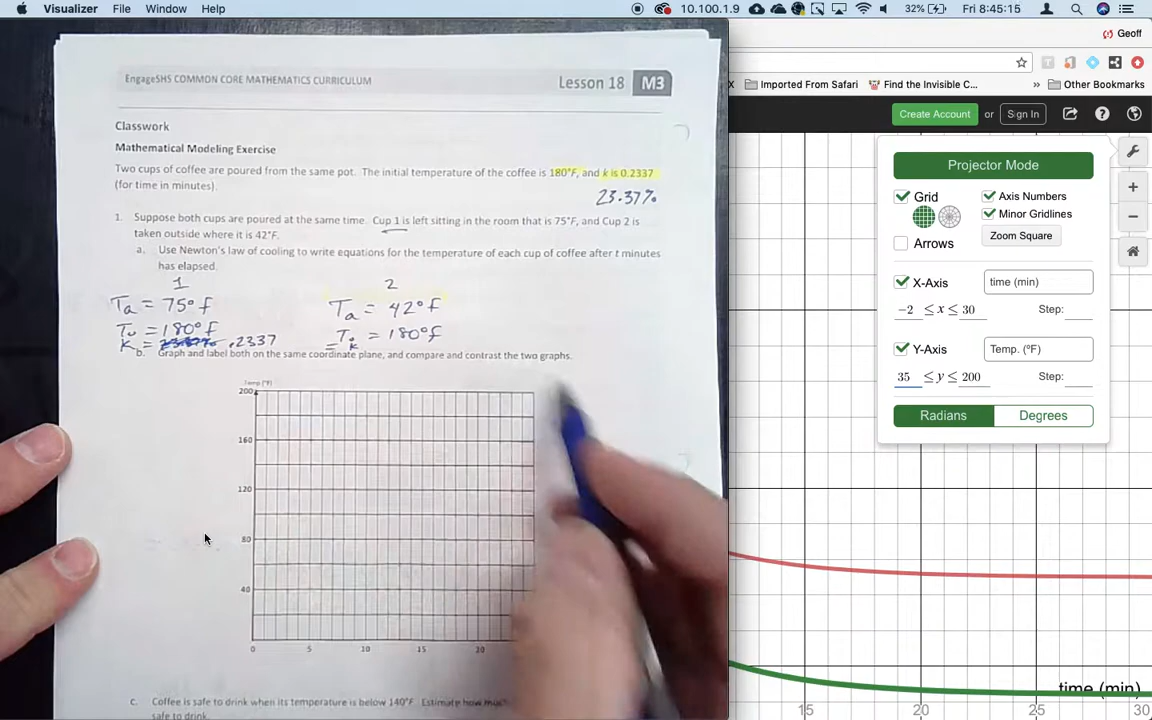 Visualizer File Window Help 10.100.1.9 32% Fri 8:45:15
Geoff
Imported From Safari Find the Invisible C... » Other Bookmarks
Create Account or Sign In
EngageSHS COMMON CORE MATHEMATICS CURRICULUM Lesson 18 M3
Classwork
Mathematical Modeling Exercise
Two cups of coffee are poured from the same pot. The initial temperature of the coffee is 180°F, and k is 0.2337
(for time in minutes).
23.37%
1. Suppose both cups are poured at the same time. Cup 1 is left sitting in the room that is 75°F, and Cup 2 is
taken outside where it is 42°F.
a. Use Newton's law of cooling to write equations for the temperature of each cup of coffee after t minutes
has elapsed.
1 2
Ta = 75°f Ta = 42°f
To = 180°f To = 180°f
K = .2337 k
b. Graph and label both on the same coordinate plane, and compare and contrast the two graphs.
Temp (°F)
200
160
120
80
40
0 5 10 15 20
c. Coffee is safe to drink when its temperature is below 140°F. Estimate how much
safe to drink.
Projector Mode
Grid Axis Numbers
Minor Gridlines
Arrows Zoom Square
X-Axis time (min)
−2 ≤ x ≤ 30 Step:
Y-Axis Temp. (ºF)
35 ≤ y ≤ 200 Step:
Radians Degrees
time (min)
15 20 25 30